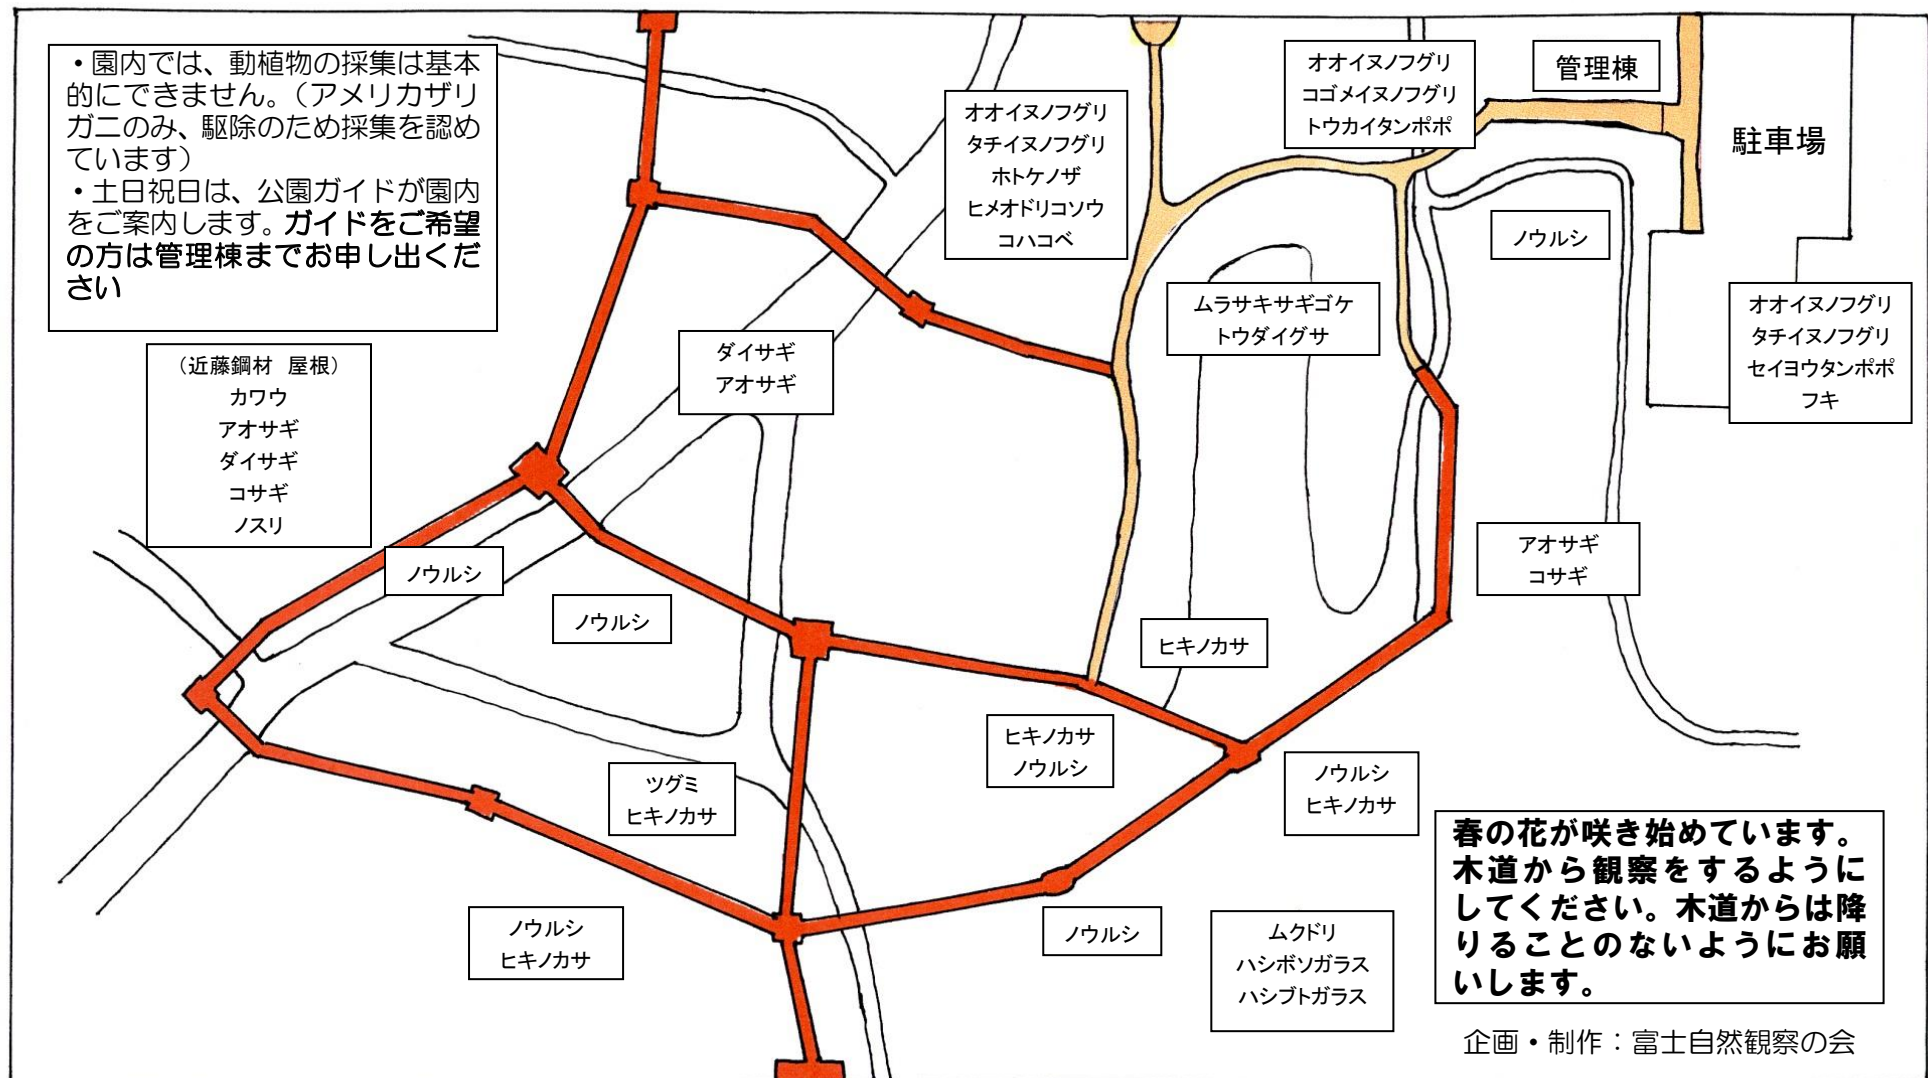 ・園内では、動植物の採集は基本
的にできません。（アメリカザリ
ガニのみ、駆除のため採集を認め
ています）
・土日祝日は、公園ガイドが園内
をご案内します。ガイドをご希望
の方は管理棟までお申し出くだ
さい
（近藤鋼材　屋根）
カワウ
アオサギ
ダイサギ
コサギ
ノスリ
オオイヌノフグリ
タチイヌノフグリ
ホトケノザ
ヒメオドリコソウ
コハコベ
オオイヌノフグリ
コゴメイヌノフグリ
トウカイタンポポ
管理棟
駐車場
ノウルシ
ムラサキサギゴケ
トウダイグサ
オオイヌノフグリ
タチイヌノフグリ
セイヨウタンポポ
フキ
ダイサギ
アオサギ
ノウルシ
ノウルシ
アオサギ
コサギ
ヒキノカサ
ヒキノカサ
ノウルシ
ツグミ
ヒキノカサ
ノウルシ
ヒキノカサ
ノウルシ
ヒキノカサ
ノウルシ
ムクドリ
ハシボソガラス
ハシブトガラス
春の花が咲き始めています。
木道から観察をするように
してください。木道からは降
りることのないようにお願
いします。
企画・制作：富士自然観察の会